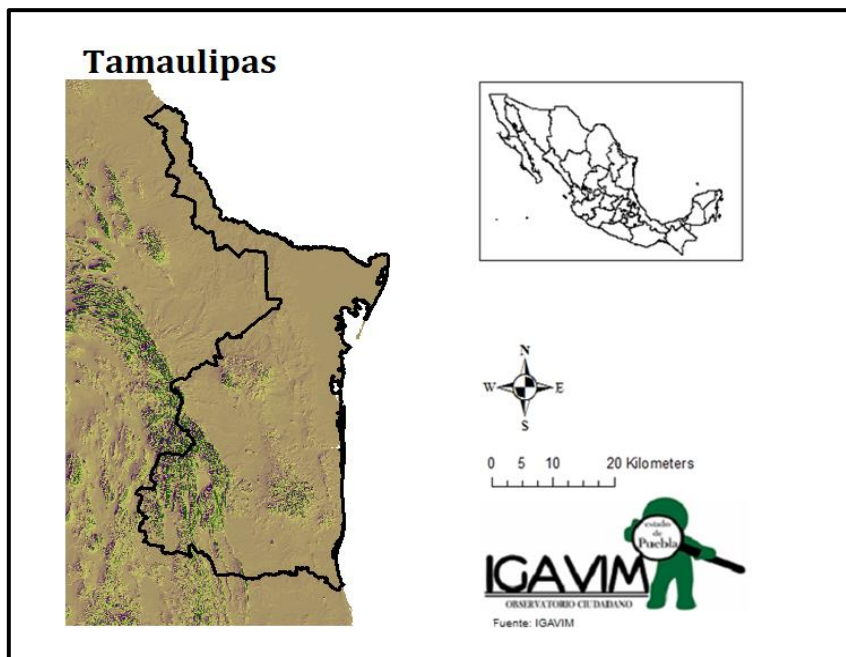 Tamaulipas
N
W E
S
0 5 10 20 Kilometers
estado
de
Puebla
IGAVIM
OBSERVATORIO CIUDADANO
Fuente: IGAVIM